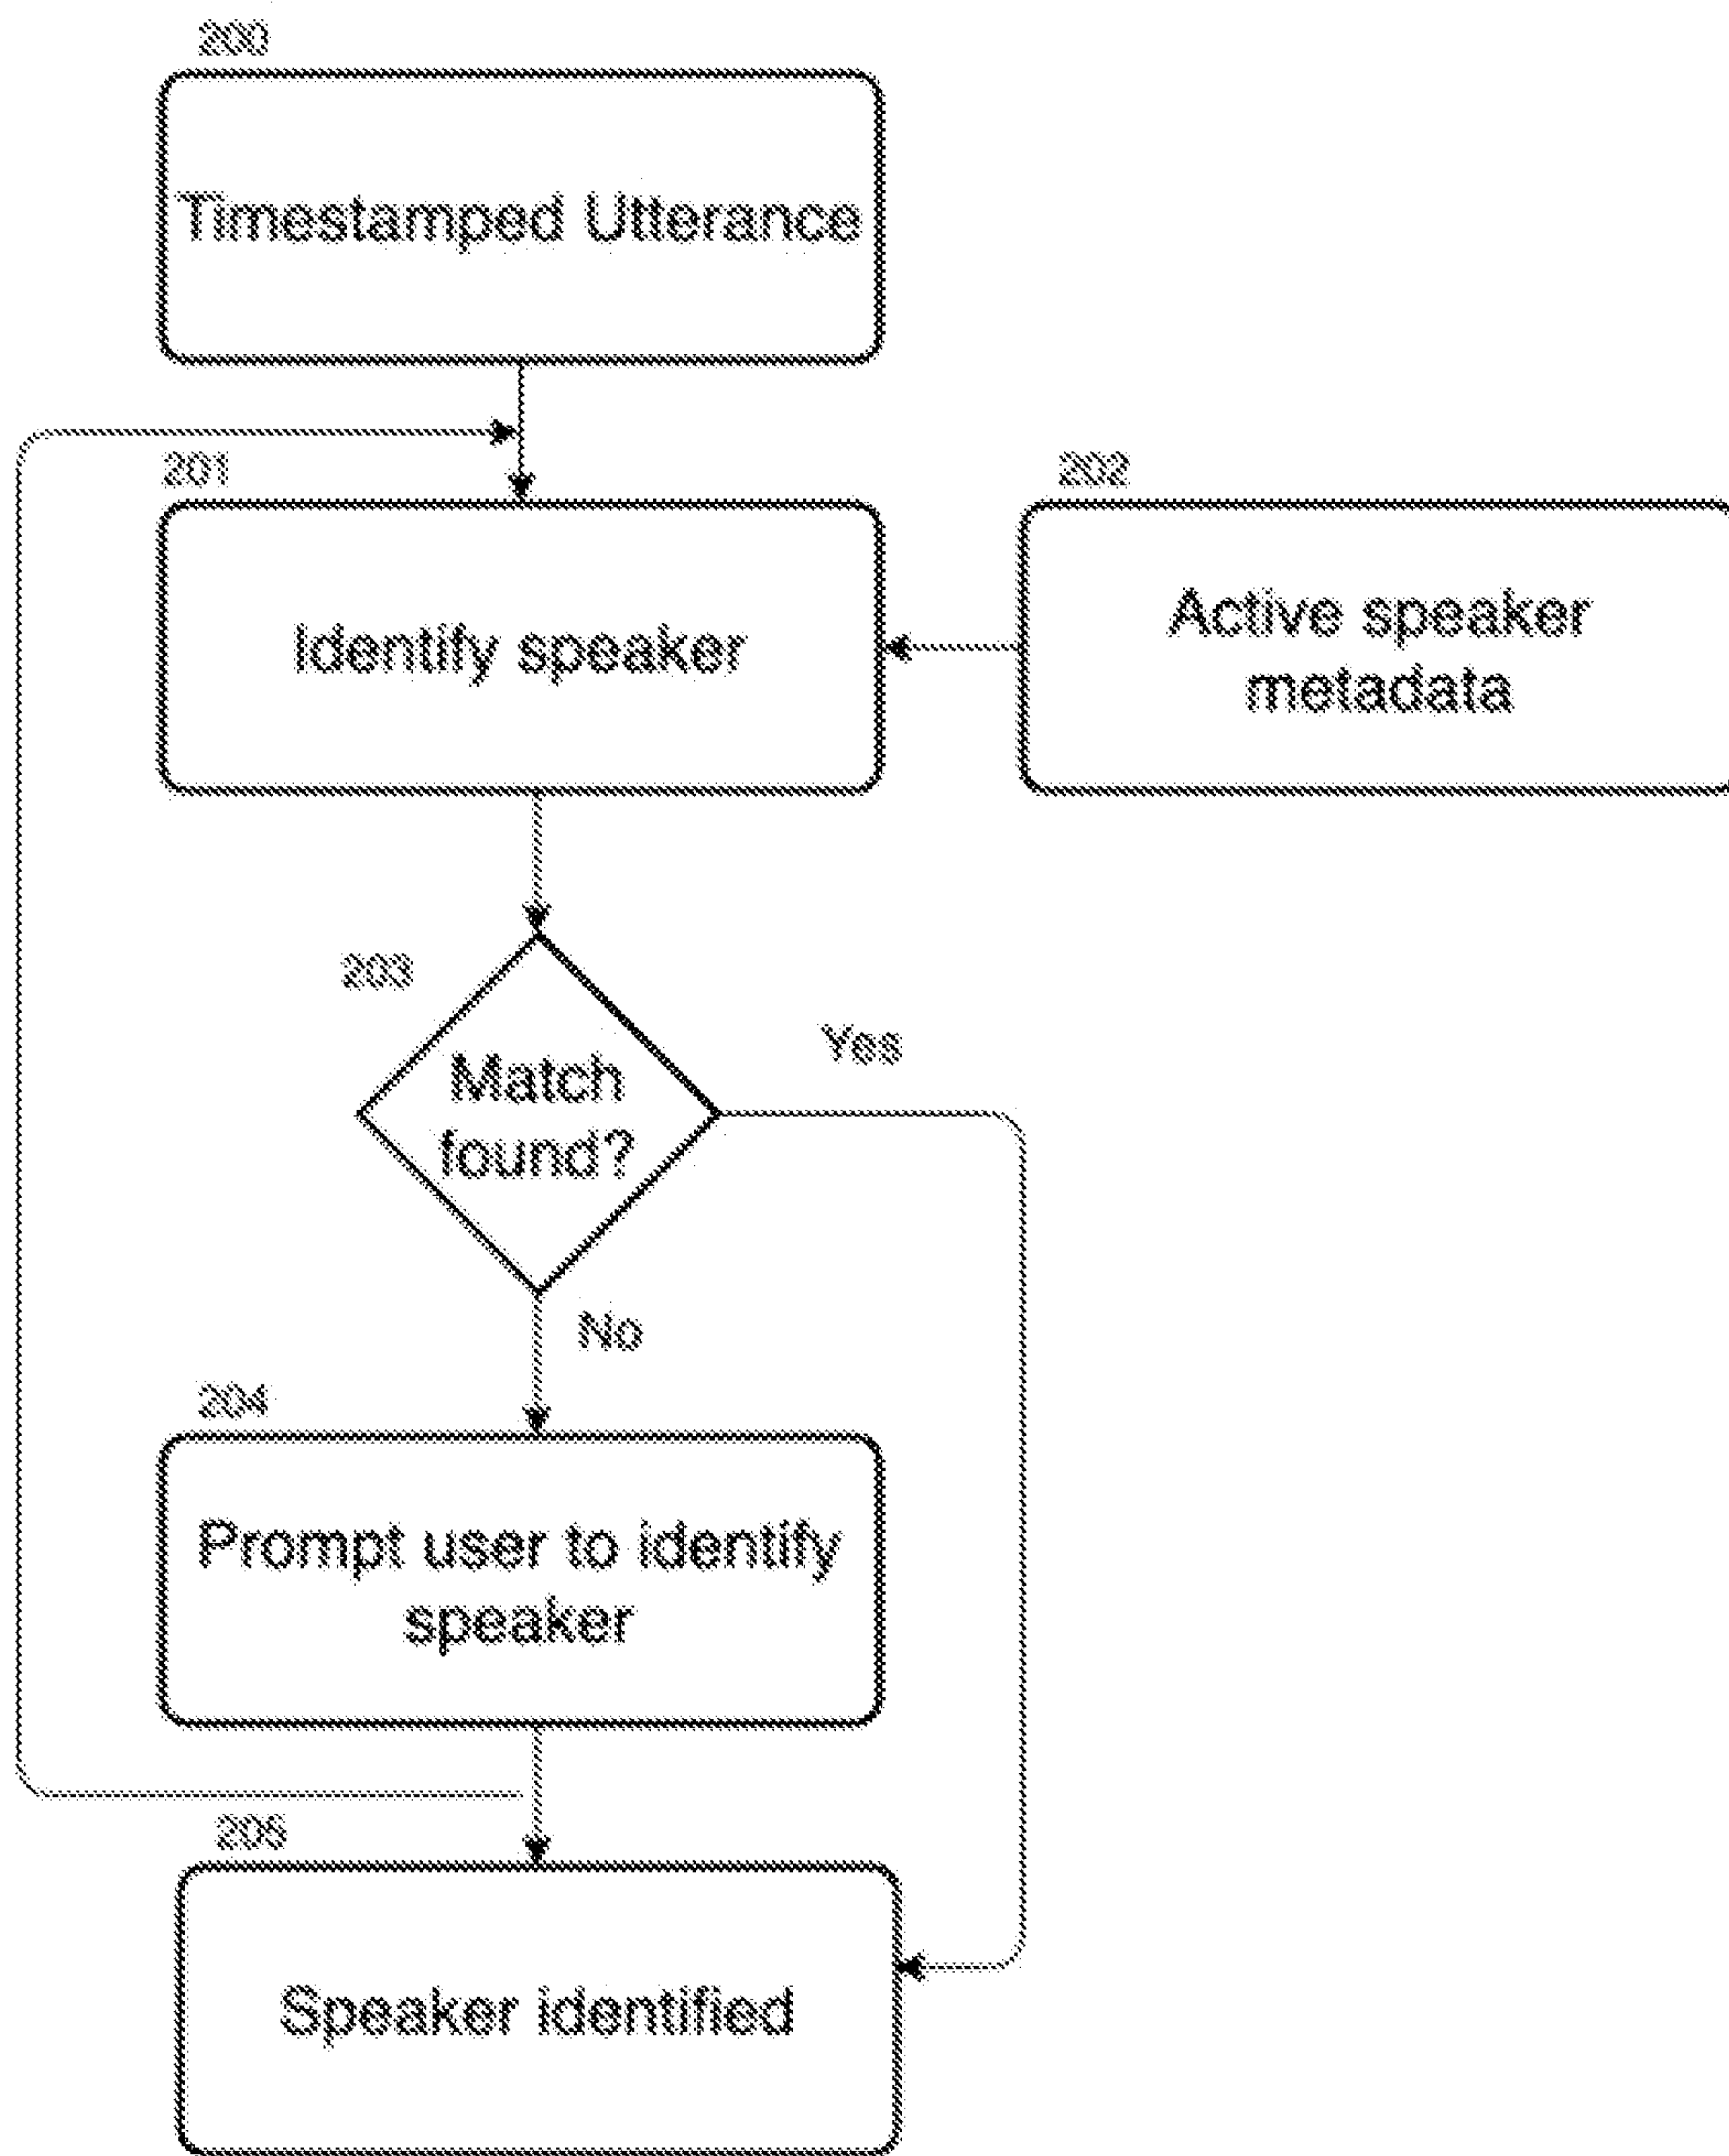 200
Timestamped Utterance
201
202
Identify speaker
Active speaker
metadata
203
Match
found?
Yes
No
204
Prompt user to identify
speaker
205
Speaker identified